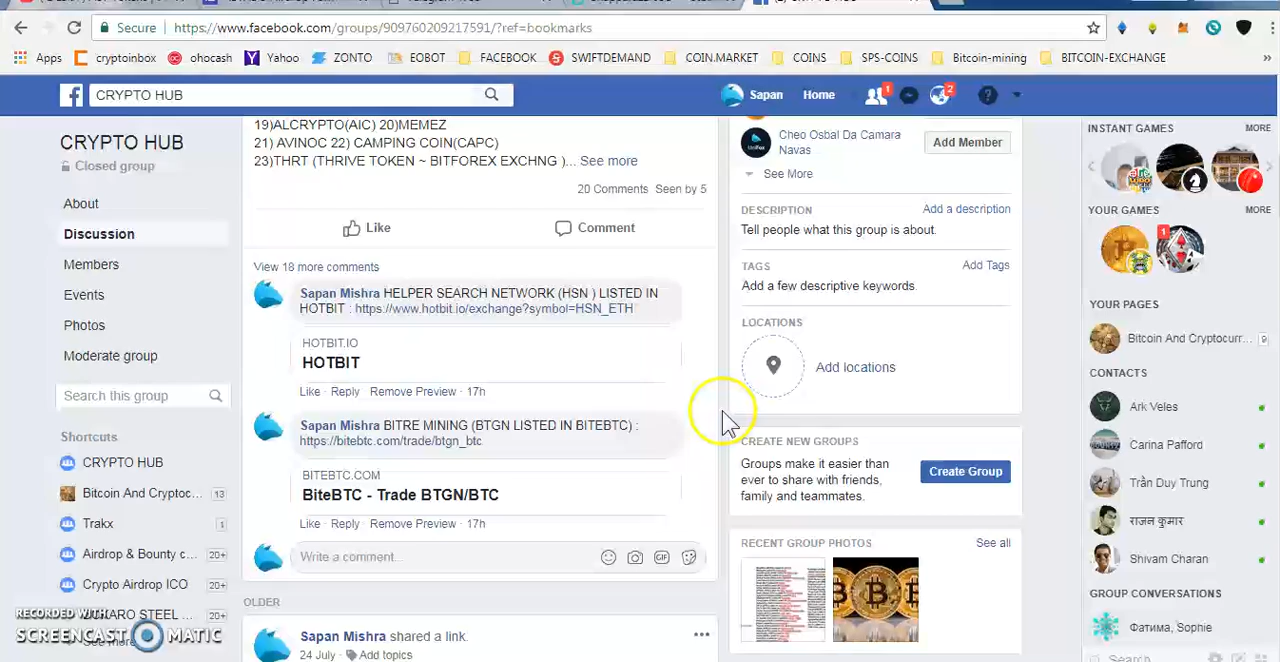 Secure
https://www.facebook.com/groups/909760209217591/?ref=bookmarks
Apps
cryptoinbox
ohocash
Yahoo
ZONTO
EOBOT
FACEBOOK
SWIFTDEMAND
COIN.MARKET
COINS
SPS-COINS
Bitcoin-mining
BITCOIN-EXCHANGE
»
CRYPTO HUB
Sapan
Home
1
2
CRYPTO HUB
Closed group
About
Discussion
Members
Events
Photos
Moderate group
Search this group
Shortcuts
CRYPTO HUB
Bitcoin And Cryptoc...
13
Trakx
1
Airdrop & Bounty c...
20+
Crypto Airdrop ICO
20+
STEEL ...
20+
RECORDED
SCREENCAST MATIC
19)ALCRYPTO(AIC) 20)MEMEZ
21) AVINOC 22) CAMPING COIN(CAPC)
23)THRT (THRIVE TOKEN ~ BITFOREX EXCHNG )... See more
20 Comments Seen by 5
Like
Comment
View 18 more comments
Sapan Mishra HELPER SEARCH NETWORK (HSN ) LISTED IN
HOTBIT : https://www.hotbit.io/exchange?symbol=HSN_ETH
HOTBIT.IO
HOTBIT
Like · Reply · Remove Preview · 17h
Sapan Mishra BITRE MINING (BTGN LISTED IN BITEBTC) :
https://bitebtc.com/trade/btgn_btc
BITEBTC.COM
BiteBTC - Trade BTGN/BTC
Like · Reply · Remove Preview · 17h
Write a comment...
GIF
OLDER
Sapan Mishra shared a link.
24 July · Add topics
Cheo Osbal Da Camara
Navas
Add Member
See More
DESCRIPTION
Add a description
Tell people what this group is about.
TAGS
Add Tags
Add a few descriptive keywords.
LOCATIONS
Add locations
CREATE NEW GROUPS
Groups make it easier than
ever to share with friends,
family and teammates.
Create Group
RECENT GROUP PHOTOS
See all
INSTANT GAMES
MORE
YOUR GAMES
MORE
1
YOUR PAGES
Bitcoin And Cryptocurr...
9
CONTACTS
Ark Veles
Carina Pafford
Trần Duy Trung
राजन कुमार
Shivam Charan
GROUP CONVERSATIONS
Фатима, Sophie
Search